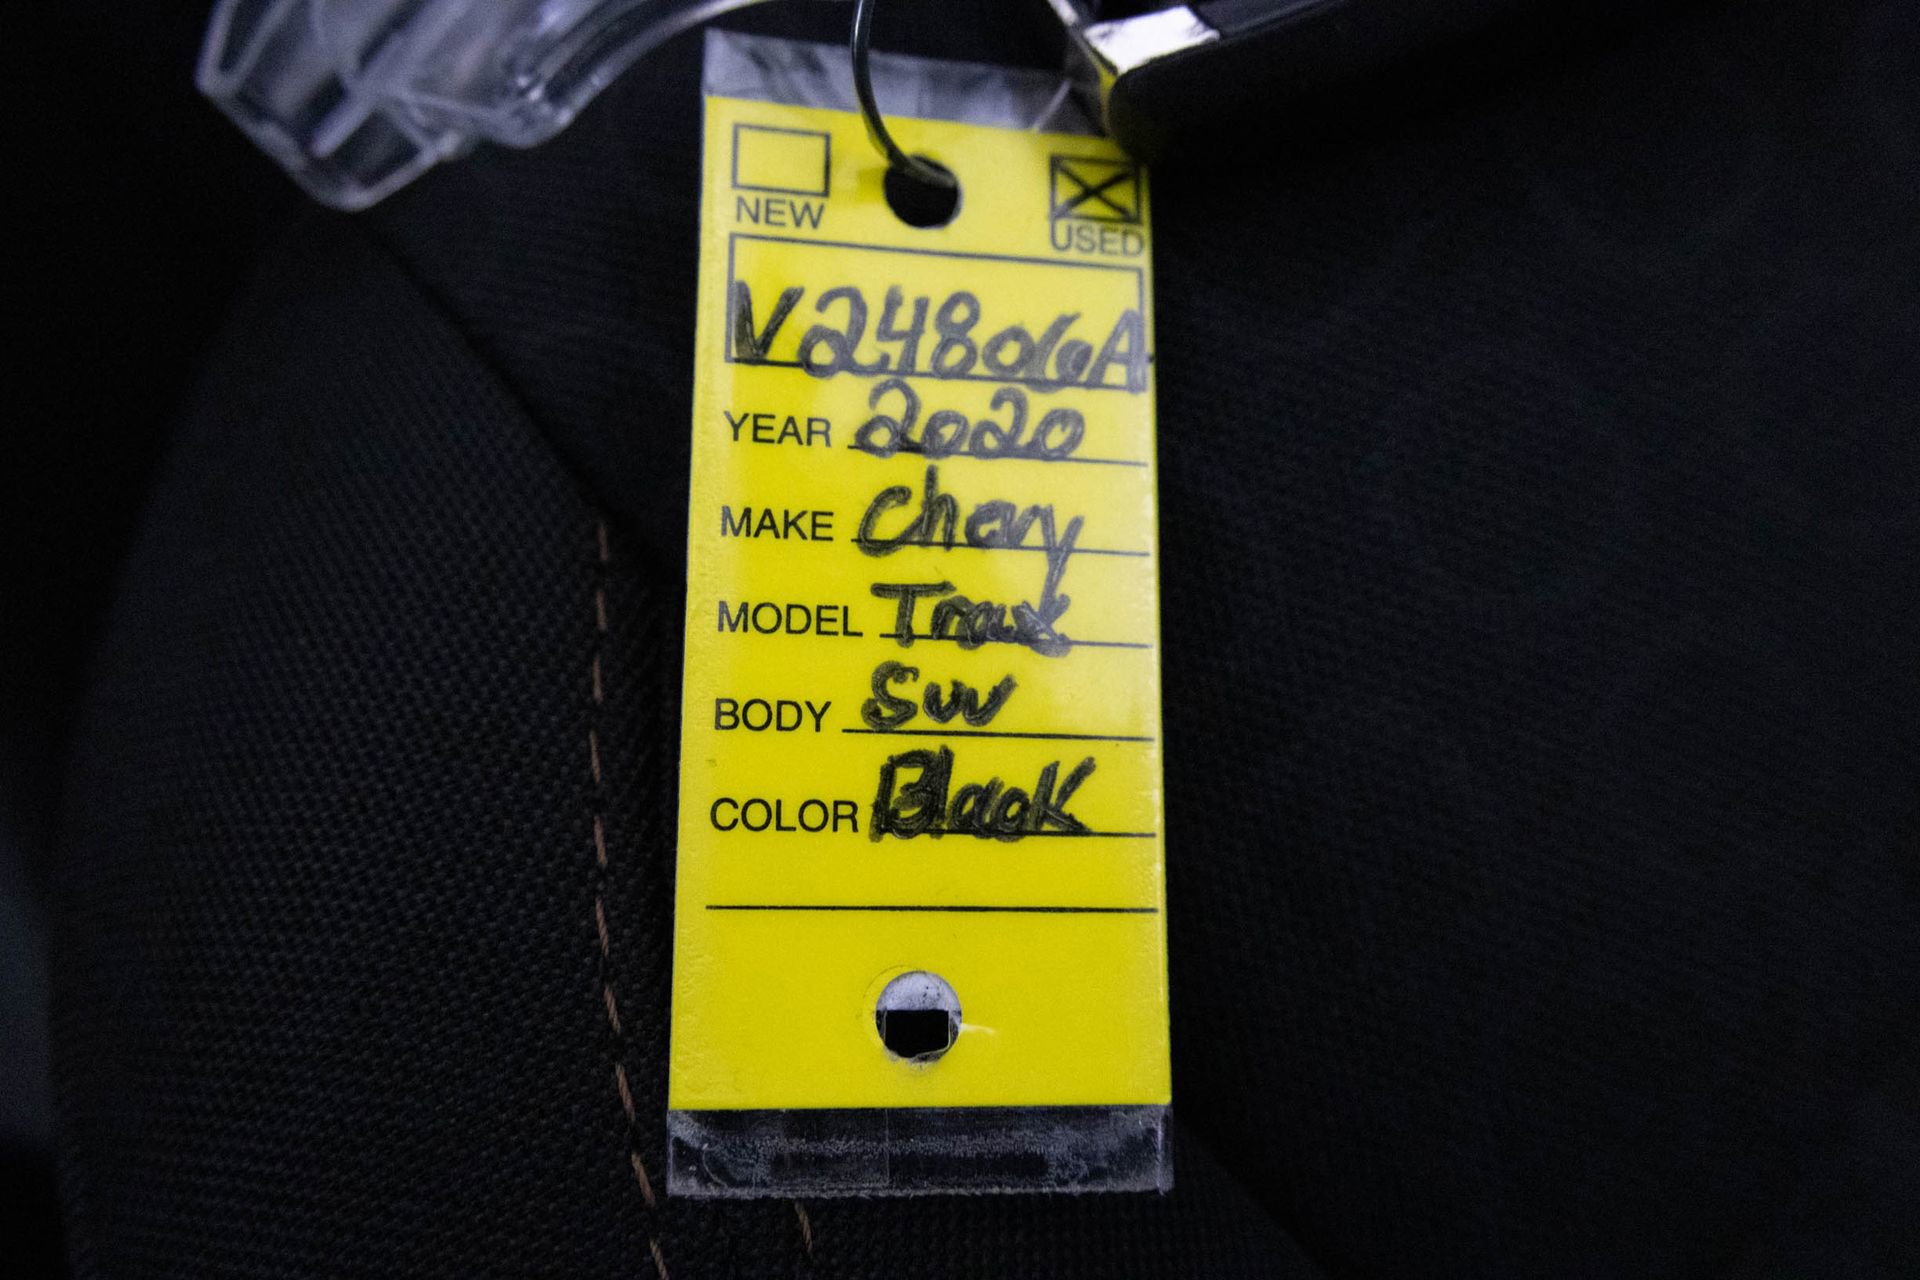 NEW USED
V24806A
YEAR 2020
MAKE Chevy
MODEL Trax
BODY Suv
COLOR Black